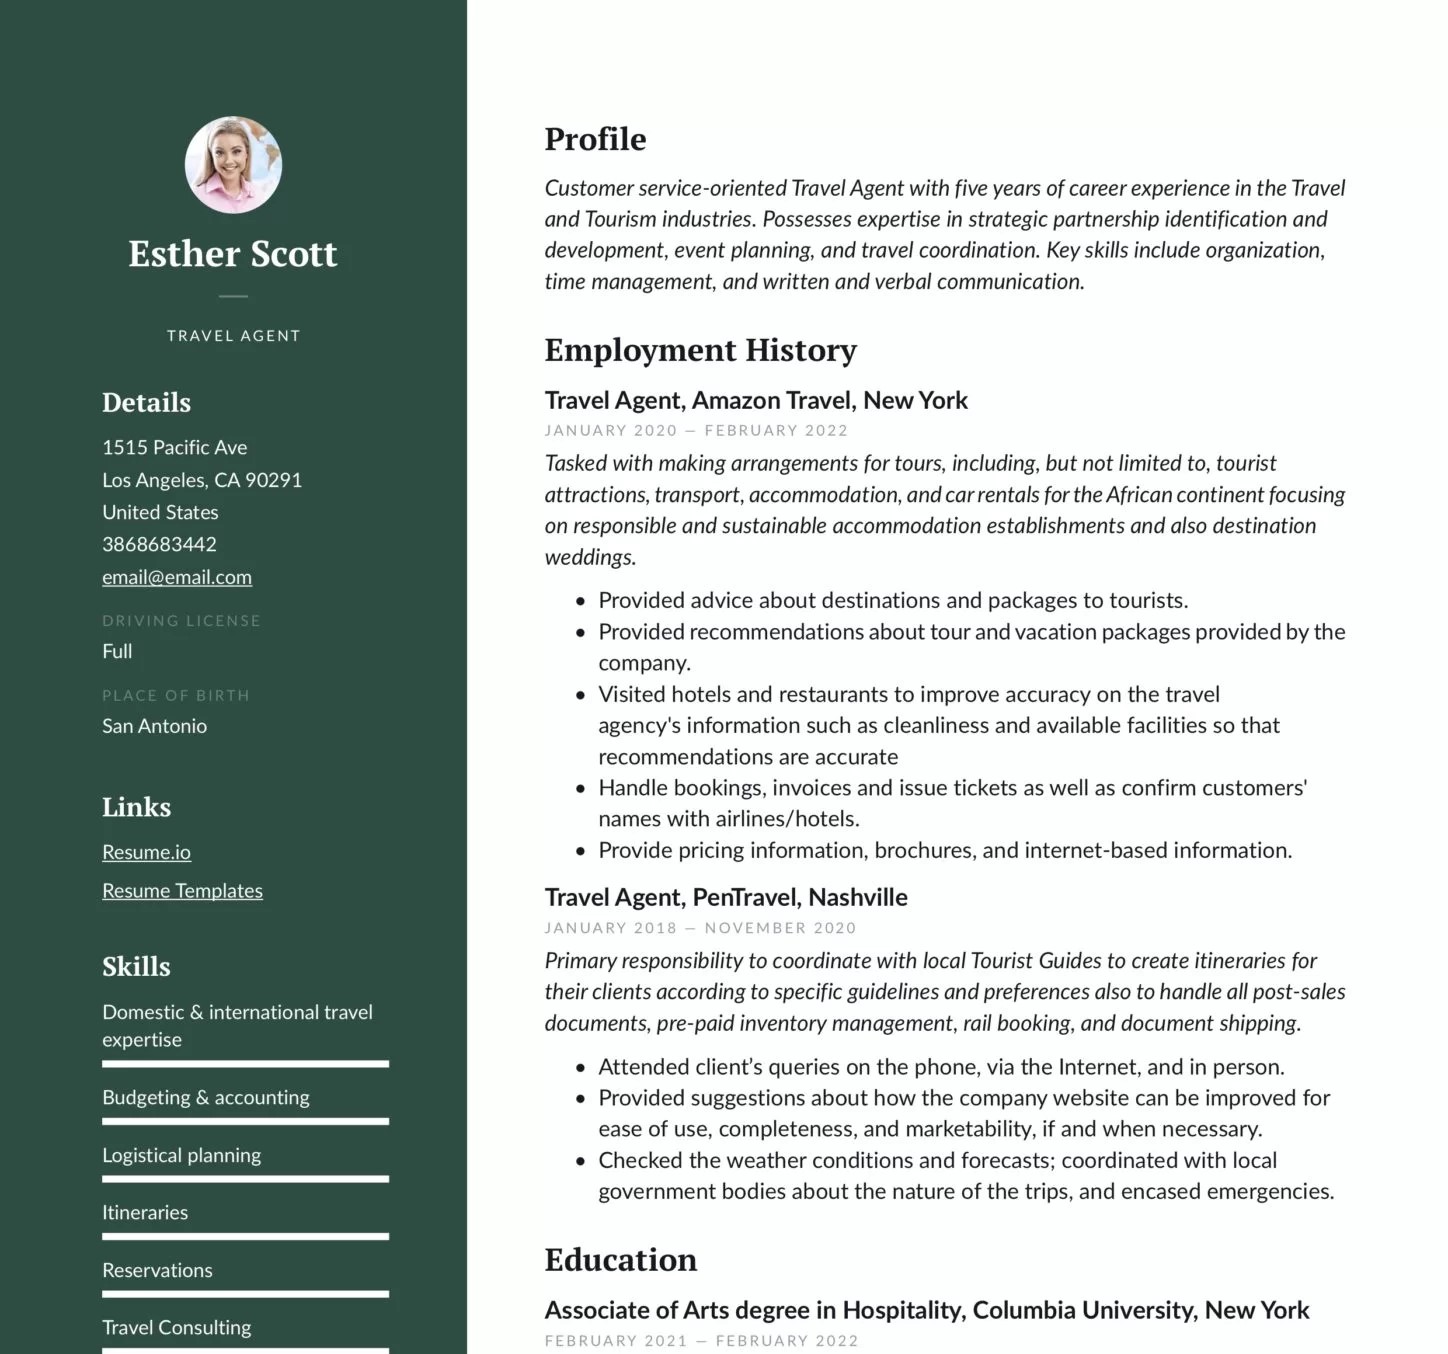 Esther Scott
TRAVEL AGENT
Details
1515 Pacific Ave
Los Angeles, CA 90291
United States
3868683442
email@email.com
DRIVING LICENSE
Full
PLACE OF BIRTH
San Antonio
Links
Resume.io
Resume Templates
Skills
Domestic & international travel
expertise
Budgeting & accounting
Logistical planning
Itineraries
Reservations
Travel Consulting
Profile
Customer service-oriented Travel Agent with five years of career experience in the Travel
and Tourism industries. Possesses expertise in strategic partnership identification and
development, event planning, and travel coordination. Key skills include organization,
time management, and written and verbal communication.
Employment History
Travel Agent, Amazon Travel, New York
JANUARY 2020 — FEBRUARY 2022
Tasked with making arrangements for tours, including, but not limited to, tourist
attractions, transport, accommodation, and car rentals for the African continent focusing
on responsible and sustainable accommodation establishments and also destination
weddings.
• Provided advice about destinations and packages to tourists.
• Provided recommendations about tour and vacation packages provided by the
company.
• Visited hotels and restaurants to improve accuracy on the travel
agency's information such as cleanliness and available facilities so that
recommendations are accurate
• Handle bookings, invoices and issue tickets as well as confirm customers'
names with airlines/hotels.
• Provide pricing information, brochures, and internet-based information.
Travel Agent, PenTravel, Nashville
JANUARY 2018 — NOVEMBER 2020
Primary responsibility to coordinate with local Tourist Guides to create itineraries for
their clients according to specific guidelines and preferences also to handle all post-sales
documents, pre-paid inventory management, rail booking, and document shipping.
• Attended client’s queries on the phone, via the Internet, and in person.
• Provided suggestions about how the company website can be improved for
ease of use, completeness, and marketability, if and when necessary.
• Checked the weather conditions and forecasts; coordinated with local
government bodies about the nature of the trips, and encased emergencies.
Education
Associate of Arts degree in Hospitality, Columbia University, New York
FEBRUARY 2021 — FEBRUARY 2022